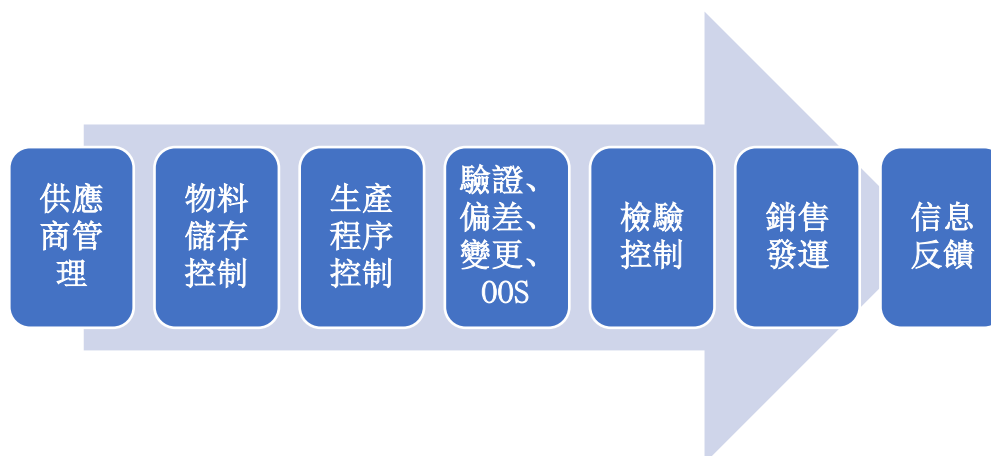 供應
商管
理
物料
儲存
控制
生產
程序
控制
驗證、
偏差、
變更、
OOS
檢驗
控制
銷售
發運
信息
反饋